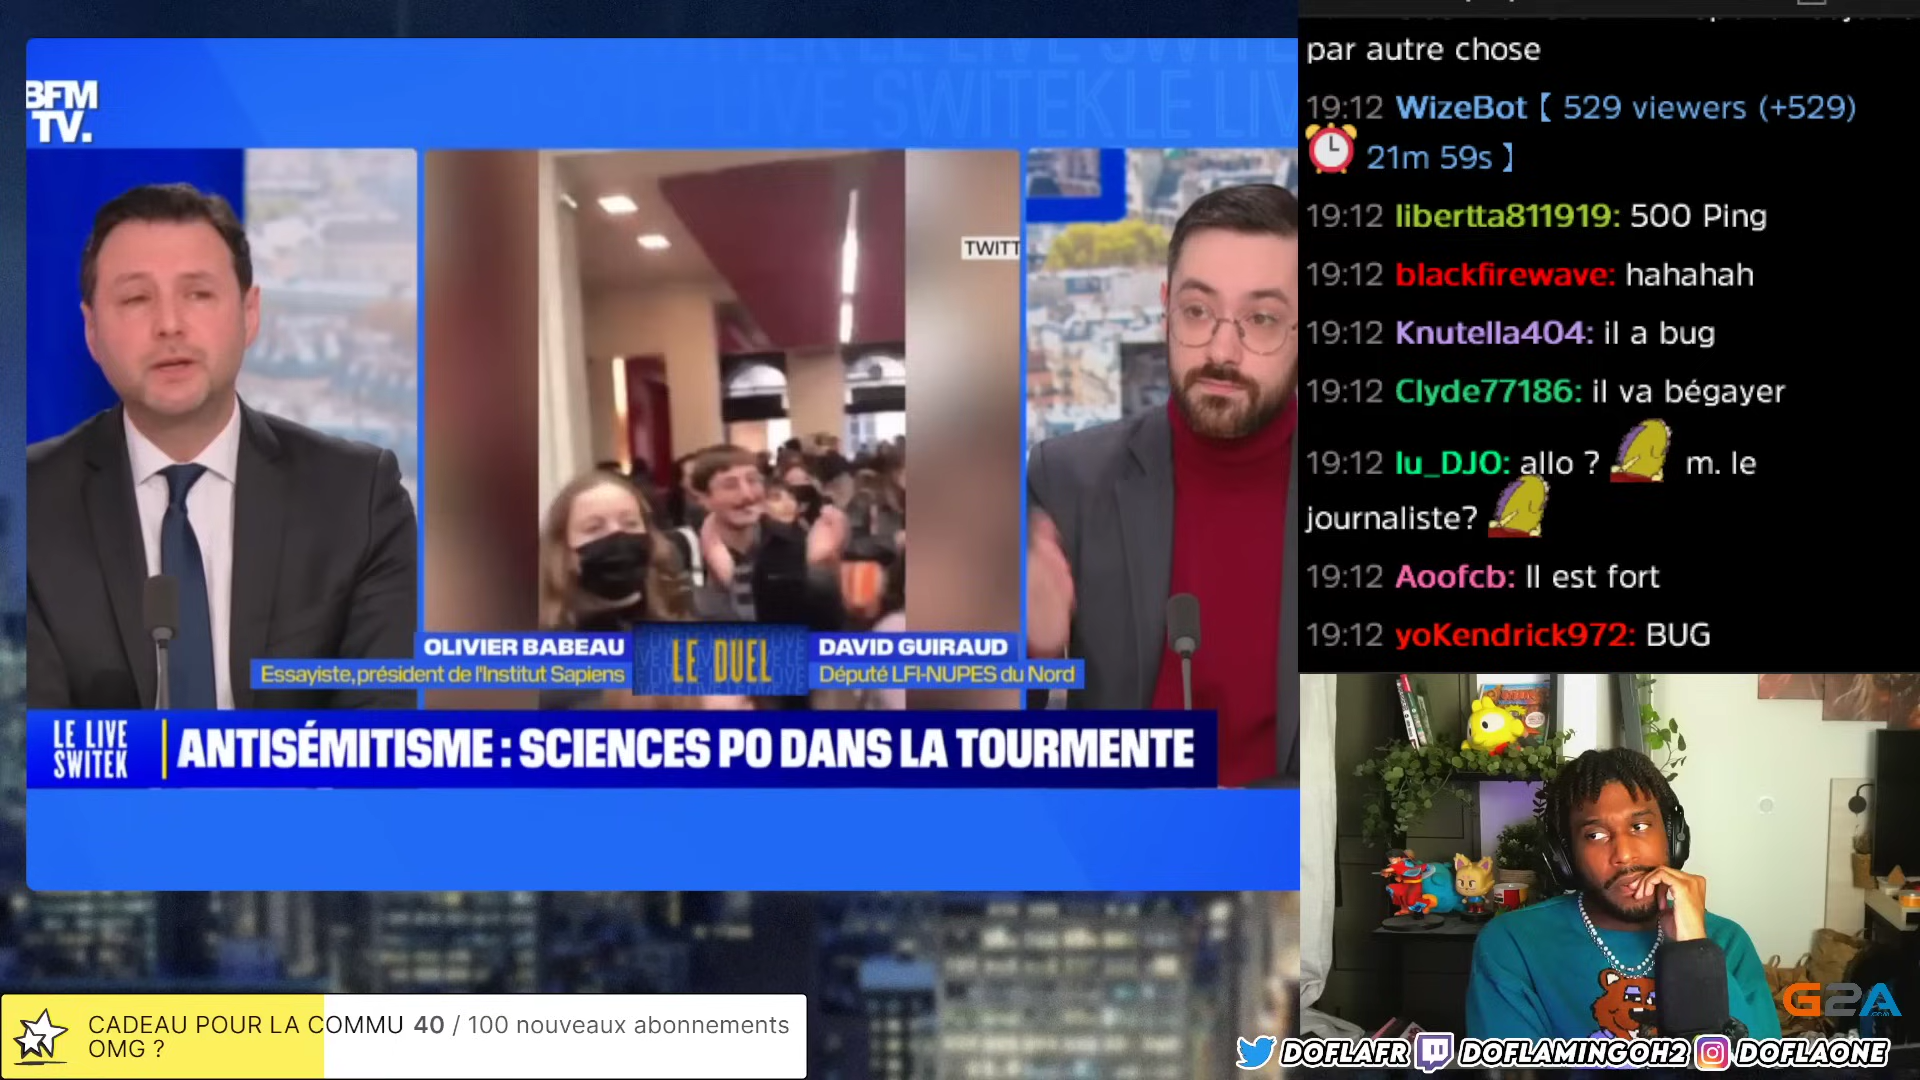 BFM
TV.
TWITT
OLIVIER BABEAU
Essayiste, président de l'Institut Sapiens
LE DUEL
DAVID GUIRAUD
Député LFI-NUPES du Nord
LE LIVE
SWITEK
ANTISÉMITISME : SCIENCES PO DANS LA TOURMENTE
par autre chose
19:12 WizeBot【 529 viewers (+529)
21m 59s 】
19:12 libertta811919: 500 Ping
19:12 blackfirewave: hahahah
19:12 Knutella404: il a bug
19:12 Clyde77186: il va bégayer
19:12 lu_DJO: allo ? m. le
journaliste?
19:12 Aoofcb: Il est fort
19:12 yoKendrick972: BUG
CADEAU POUR LA COMMU 40 / 100 nouveaux abonnements
OMG ?
G2A
.COM
DOFLAFR DOFLAMINGOH2 DOFLAONE